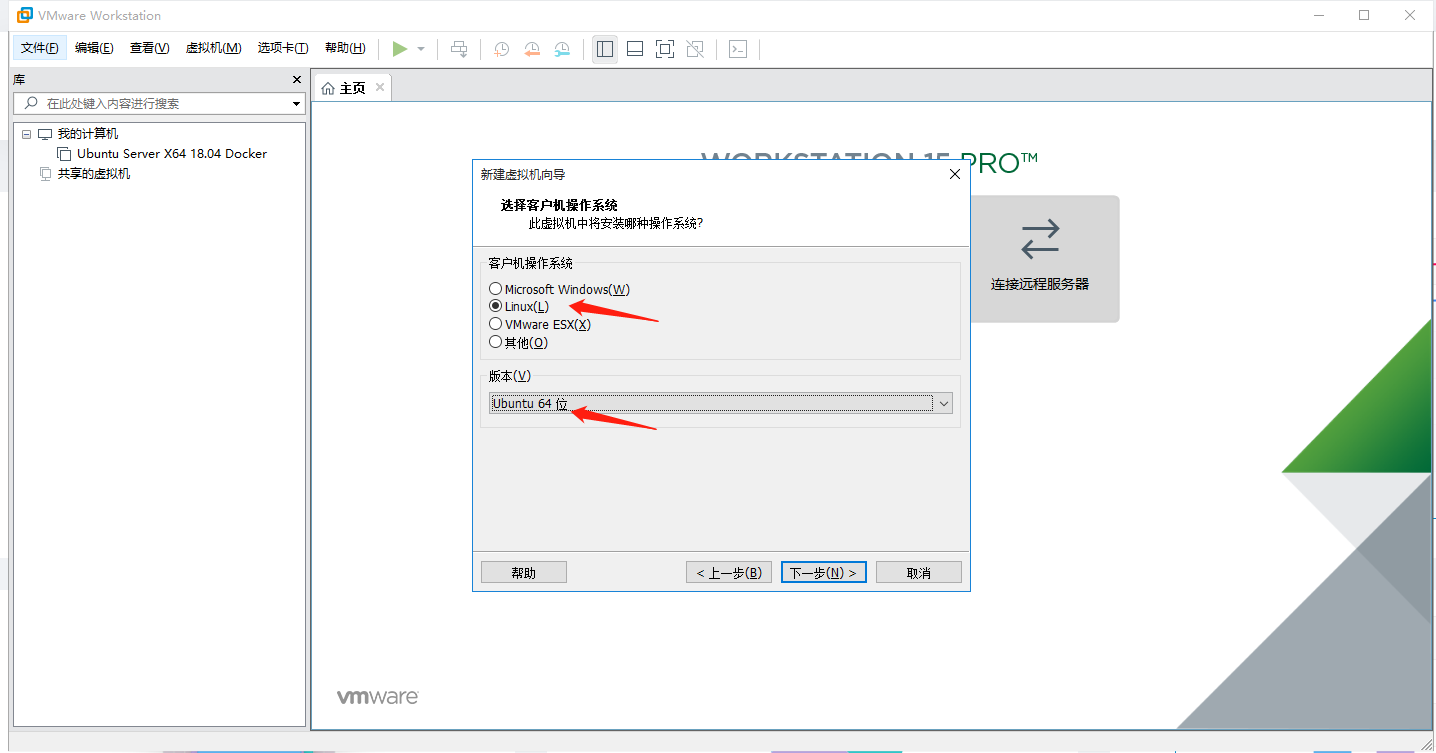 VMware Workstation
文件(F) 编辑(E) 查看(V) 虚拟机(M) 选项卡(T) 帮助(H)
库
在此处键入内容进行搜索
我的计算机
Ubuntu Server X64 18.04 Docker
共享的虚拟机
主页
WORKSTATION 15 PRO™
连接远程服务器
新建虚拟机向导
选择客户机操作系统
此虚拟机中将安装哪种操作系统?
客户机操作系统
Microsoft Windows(W)
Linux(L)
VMware ESX(X)
其他(O)
版本(V)
Ubuntu 64 位
帮助 < 上一步(B) 下一步(N) > 取消
vmware